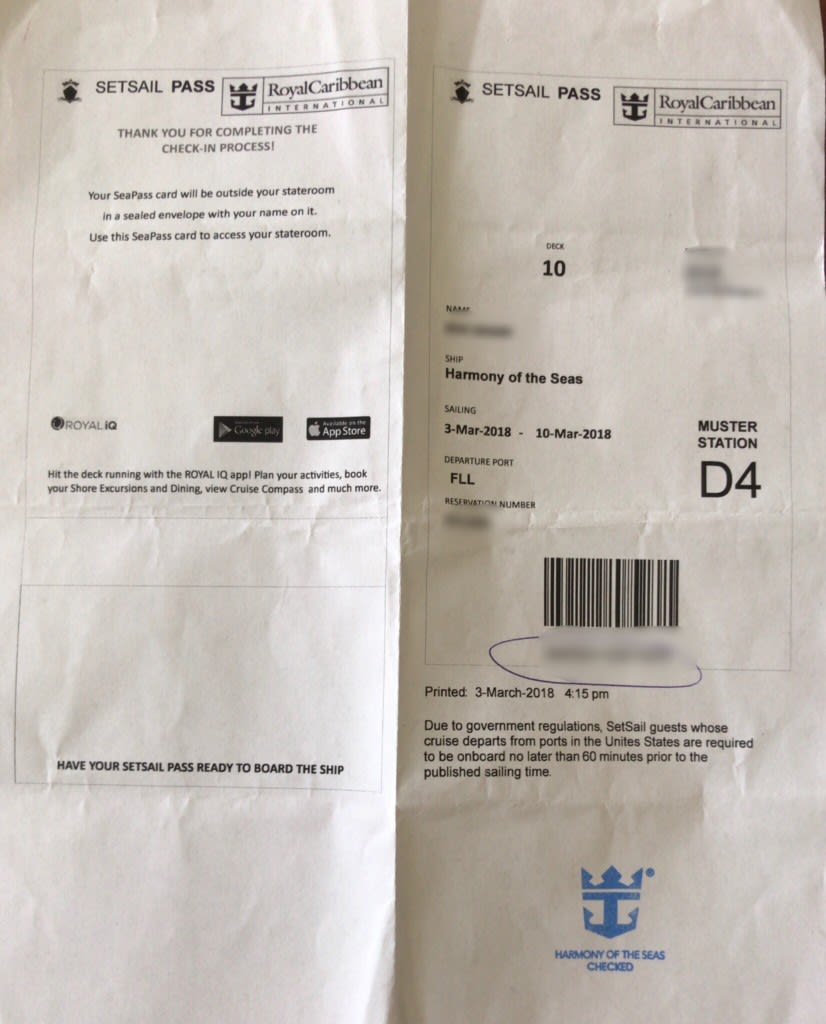 SETSAIL PASS
RoyalCaribbean
INTERNATIONAL
THANK YOU FOR COMPLETING THE
CHECK-IN PROCESS!
Your SeaPass card will be outside your stateroom
in a sealed envelope with your name on it.
Use this SeaPass card to access your stateroom.
ROYAL iQ
Google play
Available on the
App Store
Hit the deck running with the ROYAL IQ app! Plan your activities, book
your Shore Excursions and Dining, view Cruise Compass and much more.
HAVE YOUR SETSAIL PASS READY TO BOARD THE SHIP
SETSAIL PASS
RoyalCaribbean
INTERNATIONAL
DECK
10
NAME
SHIP
Harmony of the Seas
SAILING
3-Mar-2018 - 10-Mar-2018
MUSTER
STATION
D4
DEPARTURE PORT
FLL
RESERVATION NUMBER
Printed: 3-March-2018 4:15 pm
Due to government regulations, SetSail guests whose
cruise departs from ports in the Unites States are required
to be onboard no later than 60 minutes prior to the
published sailing time.
HARMONY OF THE SEAS
CHECKED